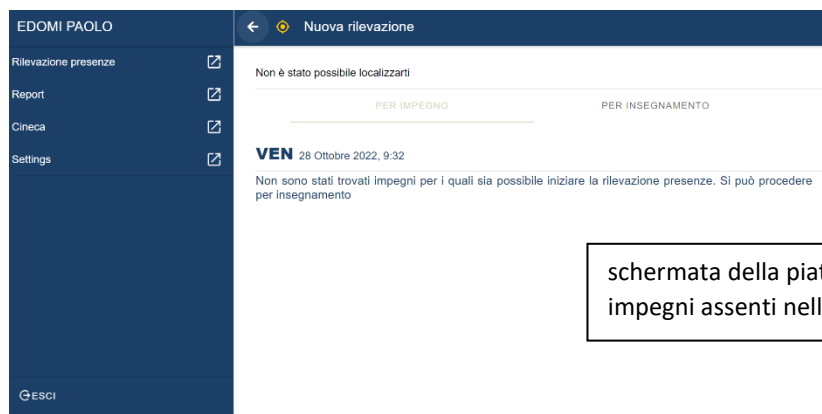 EDOMI PAOLO
Rilevazione presenze
Report
Cineca
Settings
ESCI
Nuova rilevazione
Non è stato possibile localizzarti
PER IMPEGNO
PER INSEGNAMENTO
VEN 28 Ottobre 2022, 9:32
Non sono stati trovati impegni per i quali sia possibile iniziare la rilevazione presenze. Si può procedere
per insegnamento
schermata della
impegni assenti